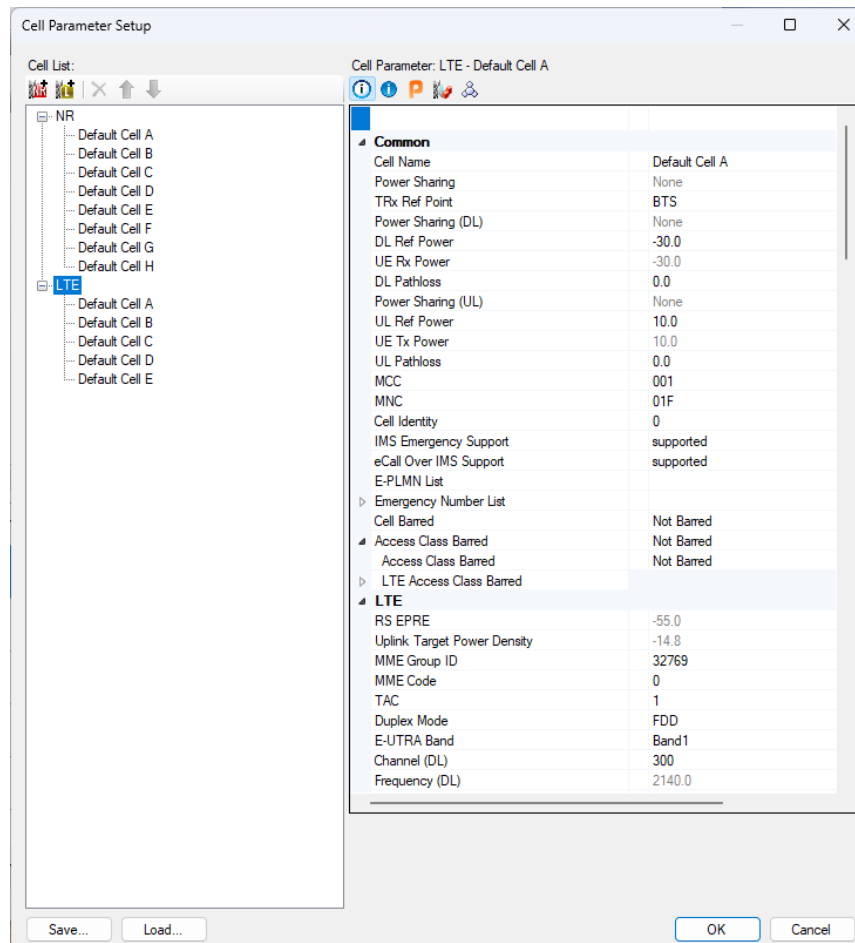 Cell Parameter Setup
Cell List:
NR
Default Cell A
Default Cell B
Default Cell C
Default Cell D
Default Cell E
Default Cell F
Default Cell G
Default Cell H
LTE
Default Cell A
Default Cell B
Default Cell C
Default Cell D
Default Cell E
Save... Load...
Cell Parameter: LTE - Default Cell A
P
Common
Cell Name Default Cell A
Power Sharing None
TRx Ref Point BTS
Power Sharing (DL) None
DL Ref Power -30.0
UE Rx Power -30.0
DL Pathloss 0.0
Power Sharing (UL) None
UL Ref Power 10.0
UE Tx Power 10.0
UL Pathloss 0.0
MCC 001
MNC 01F
Cell Identity 0
IMS Emergency Support supported
eCall Over IMS Support supported
E-PLMN List
Emergency Number List
Cell Barred Not Barred
Access Class Barred Not Barred
Access Class Barred Not Barred
LTE Access Class Barred
LTE
RS EPRE -55.0
Uplink Target Power Density -14.8
MME Group ID 32769
MME Code 0
TAC 1
Duplex Mode FDD
E-UTRA Band Band1
Channel (DL) 300
Frequency (DL) 2140.0
OK Cancel